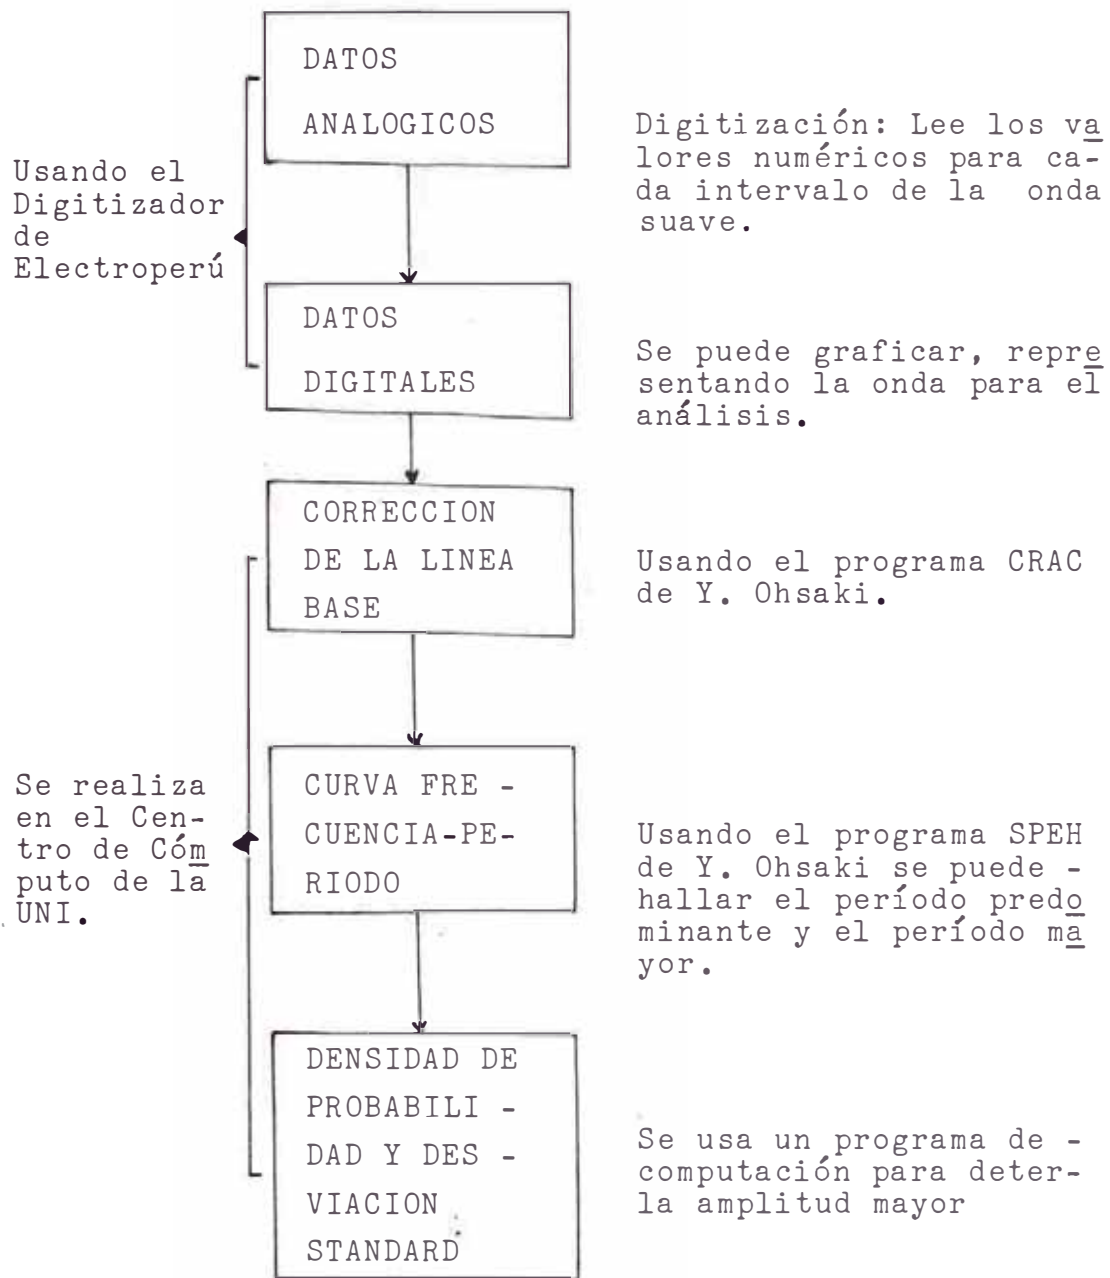 DATOS
ANALOGICOS
Usando el
Digitizador
de
Electroperú
Digitización: Lee los va
lores numéricos para ca-
da intervalo de la onda
suave.
DATOS
DIGITALES
Se puede graficar, repre
sentando la onda para el
análisis.
CORRECCION
DE LA LINEA
BASE
Usando el programa CRAC
de Y. Ohsaki.
Se realiza
en el Cen-
tro de Cóm
puto de la
UNI.
CURVA FRE -
CUENCIA-PE-
RIODO
Usando el programa SPEH
de Y. Ohsaki se puede -
hallar el período predo
minante y el período ma
yor.
DENSIDAD DE
PROBABILI -
DAD Y DES -
VIACION
STANDARD
Se usa un programa de -
computación para deter-
la amplitud mayor